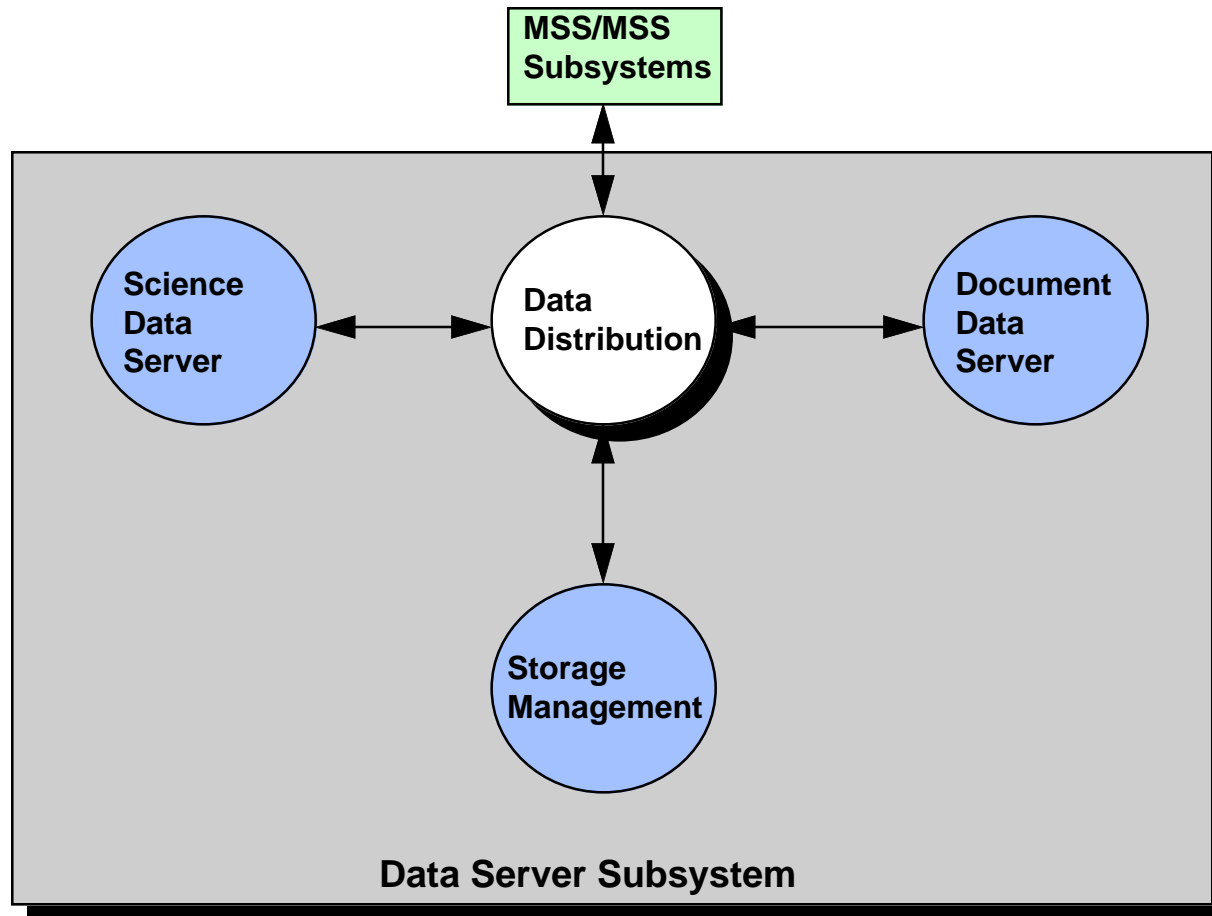 MSS/MSS
Subsystems
Science
Data
Server
Data
Distribution
Document
Data
Server
Storage
Management
Data Server Subsystem